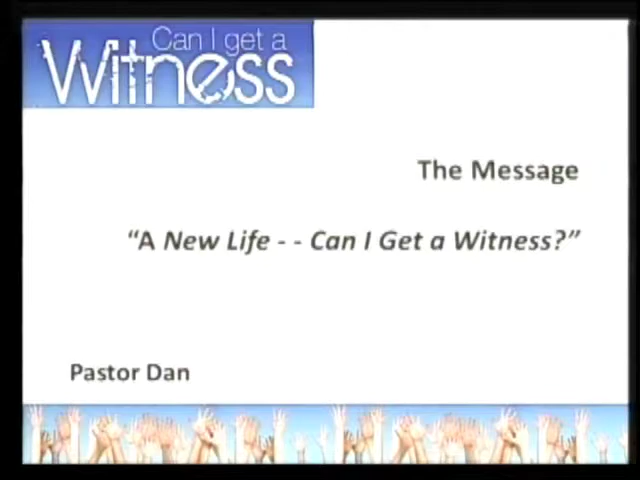 Can I get a
Witness
The Message
“A New Life - - Can I Get a Witness?”
Pastor Dan